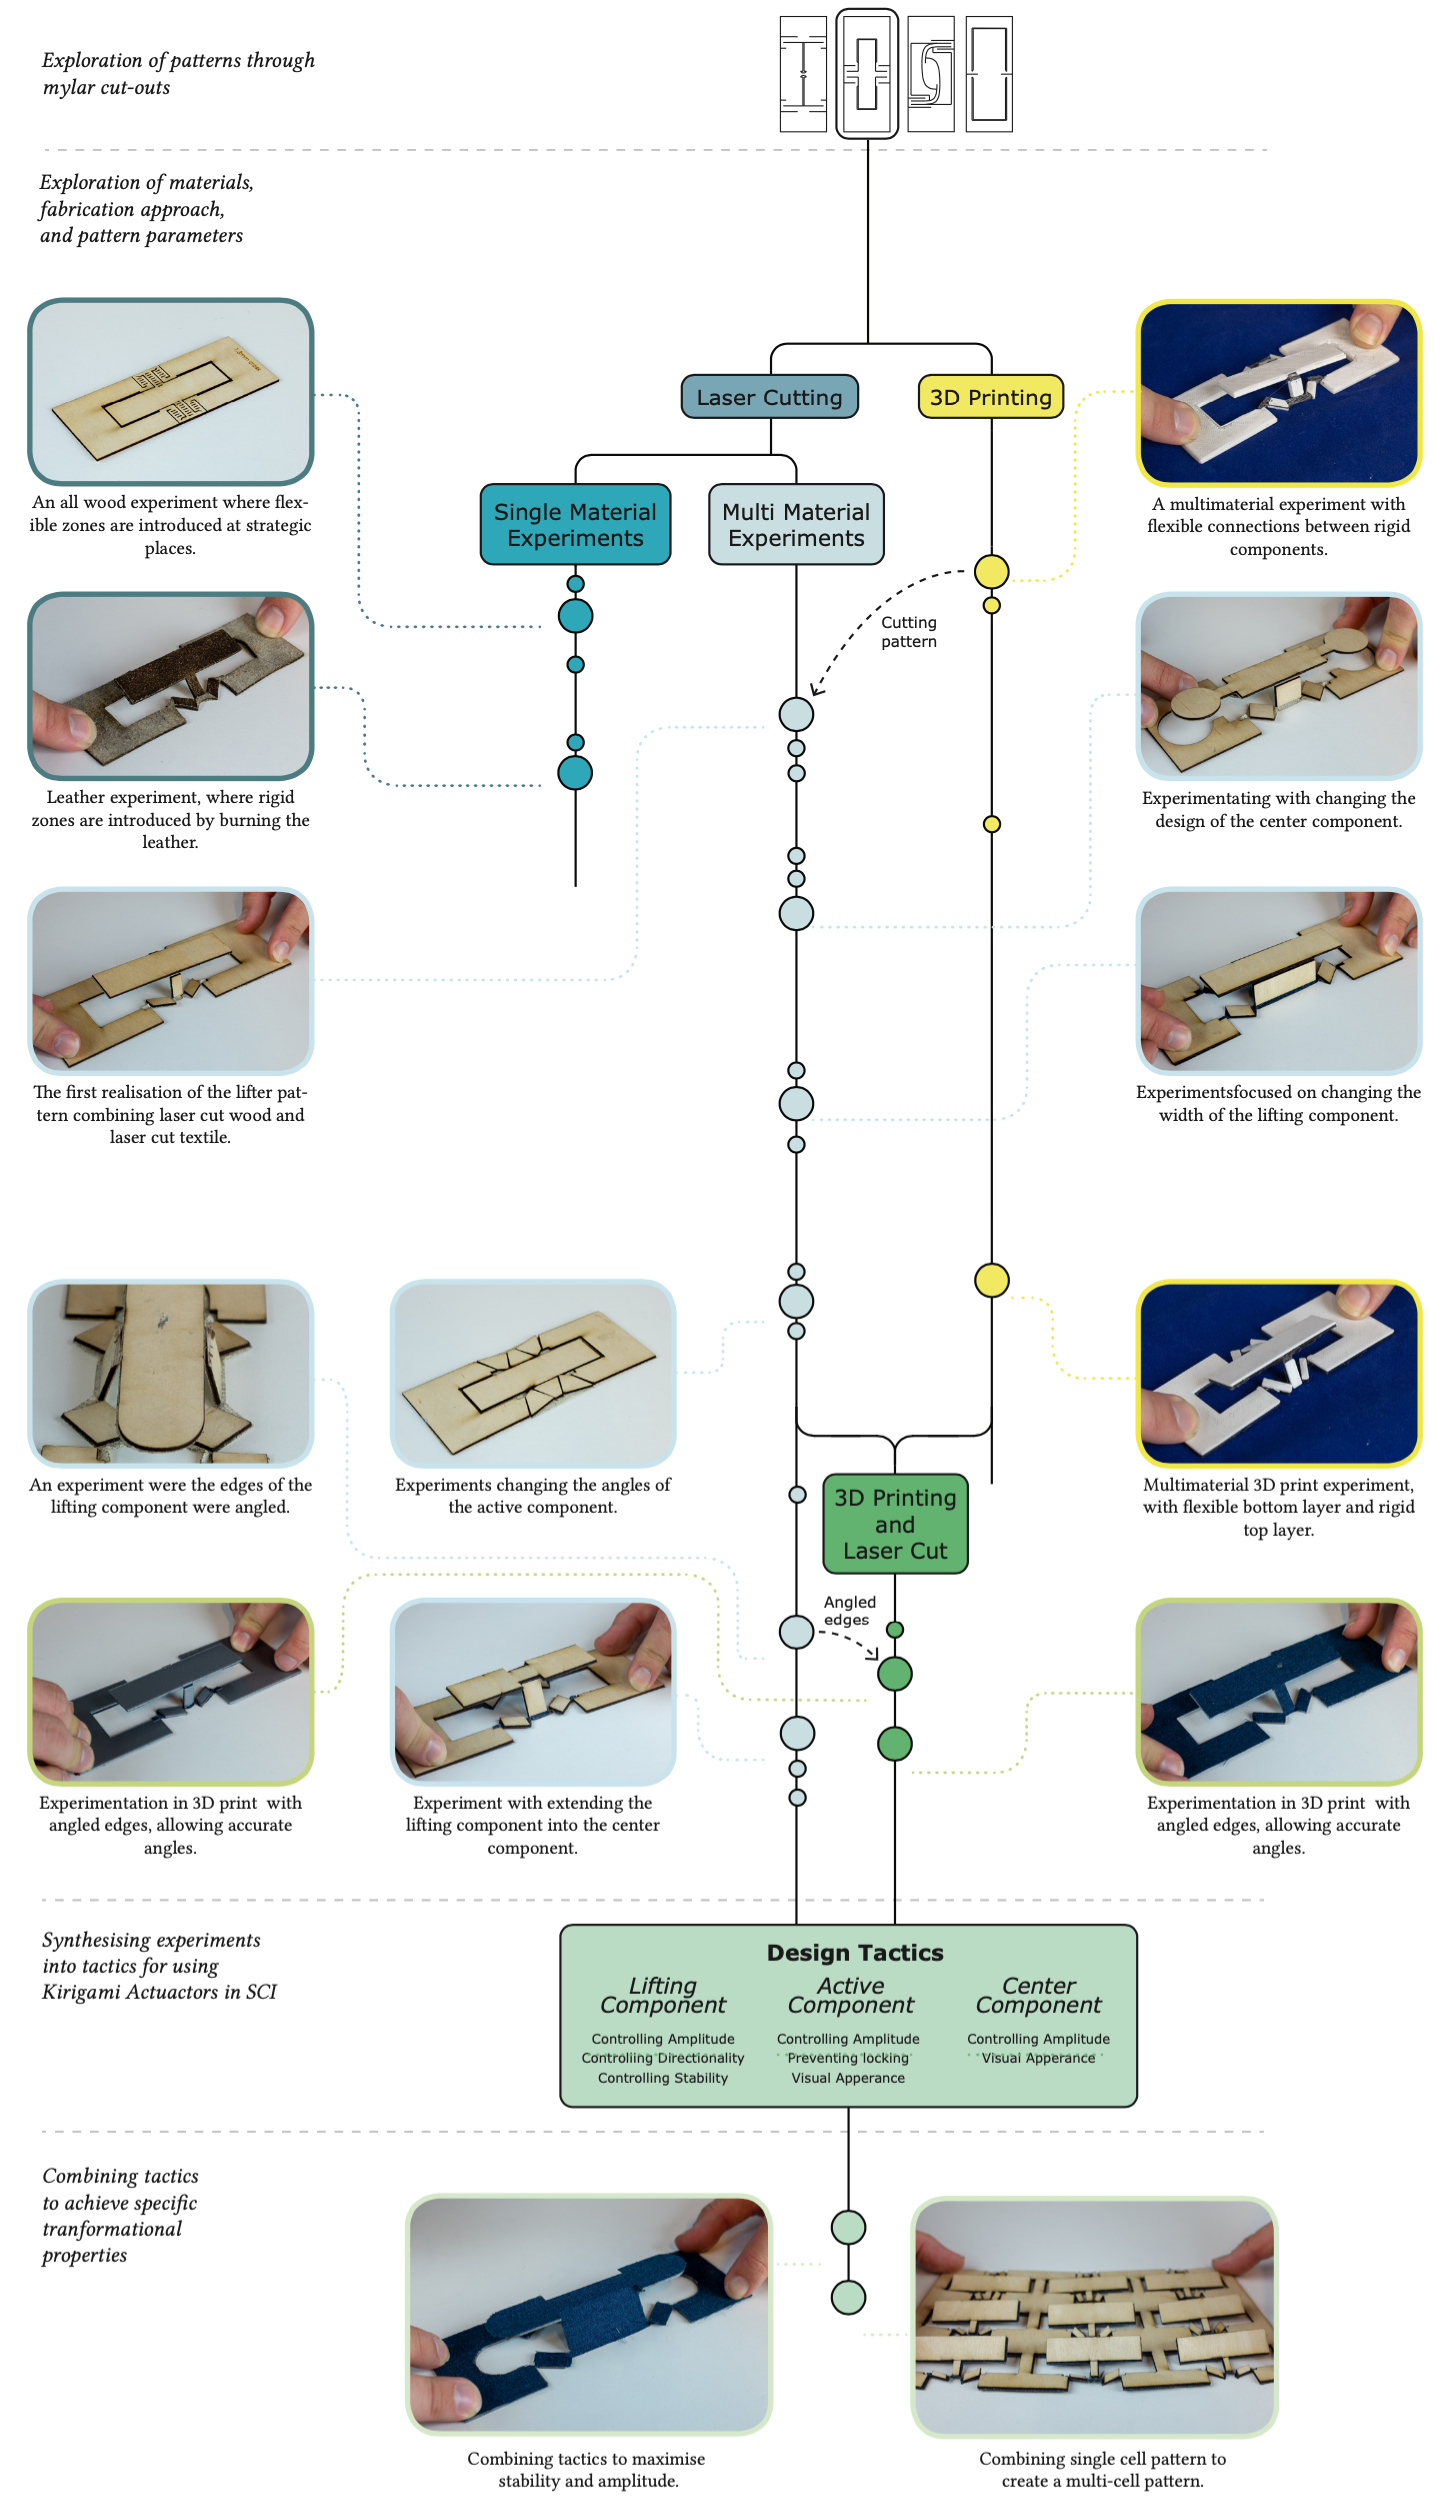 Exploration of patterns through
mylar cut-outs
Exploration of materials,
fabrication approach,
and pattern parameters
Laser Cutting
3D Printing
Single Material
Experiments
Multi Material
Experiments
An all wood experiment where flex-
ible zones are introduced at strategic
places.
A multimaterial experiment with
flexible connections between rigid
components.
Cutting
pattern
Leather experiment, where rigid
zones are introduced by burning the
leather.
Experimentating with changing the
design of the center component.
The first realisation of the lifter pat-
tern combining laser cut wood and
laser cut textile.
Experimentsfocused on changing the
width of the lifting component.
An experiment were the edges of the
lifting component were angled.
Experiments changing the angles of
the active component.
3D Printing
and
Laser Cut
Multimaterial 3D print experiment,
with flexible bottom layer and rigid
top layer.
Angled
edges
Experimentation in 3D print with
angled edges, allowing accurate
angles.
Experiment with extending the
lifting component into the center
component.
Experimentation in 3D print with
angled edges, allowing accurate
angles.
Synthesising experiments
into tactics for using
Kirigami Actuactors in SCI
Design Tactics
Lifting
Component
Controlling Amplitude
Controlling Directionality
Controlling Stability
Active
Component
Controlling Amplitude
Preventing locking
Visual Apperance
Center
Component
Controlling Amplitude
Visual Apperance
Combining tactics
to achieve specific
tranformational
properties
Combining tactics to maximise
stability and amplitude.
Combining single cell pattern to
create a multi-cell pattern.